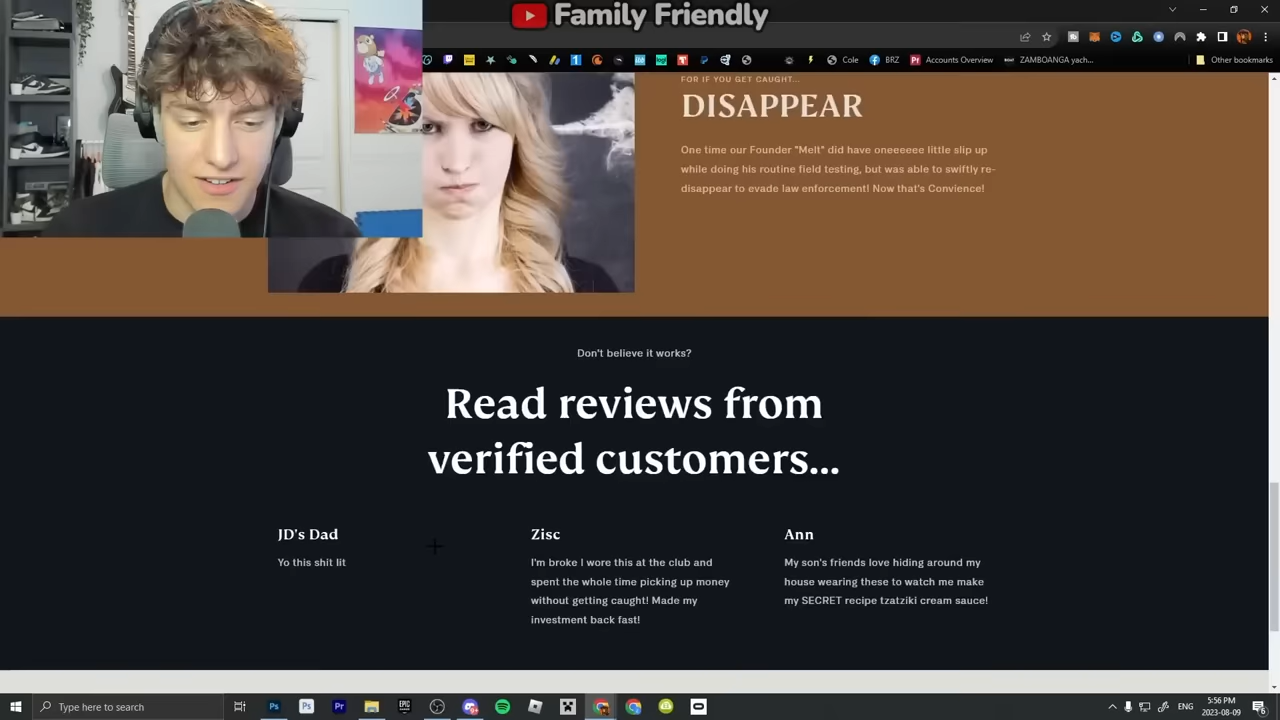 Family Friendly
Cole
BRZ
Accounts Overview
ZAMBOANGA yach...
Other bookmarks
FOR IF YOU GET CAUGHT...
DISAPPEAR
One time our Founder "Melt" did have oneeeeee little slip up
while doing his routine field testing, but was able to swiftly re-
disappear to evade law enforcement! Now that's Convience!
Don't believe it works?
Read reviews from
verified customers...
JD's Dad
Yo this shit lit
Zisc
I'm broke I wore this at the club and
spent the whole time picking up money
without getting caught! Made my
investment back fast!
Ann
My son's friends love hiding around my
house wearing these to watch me make
my SECRET recipe tzatziki cream sauce!
Type here to search
ENG
5:56 PM
2023-08-09